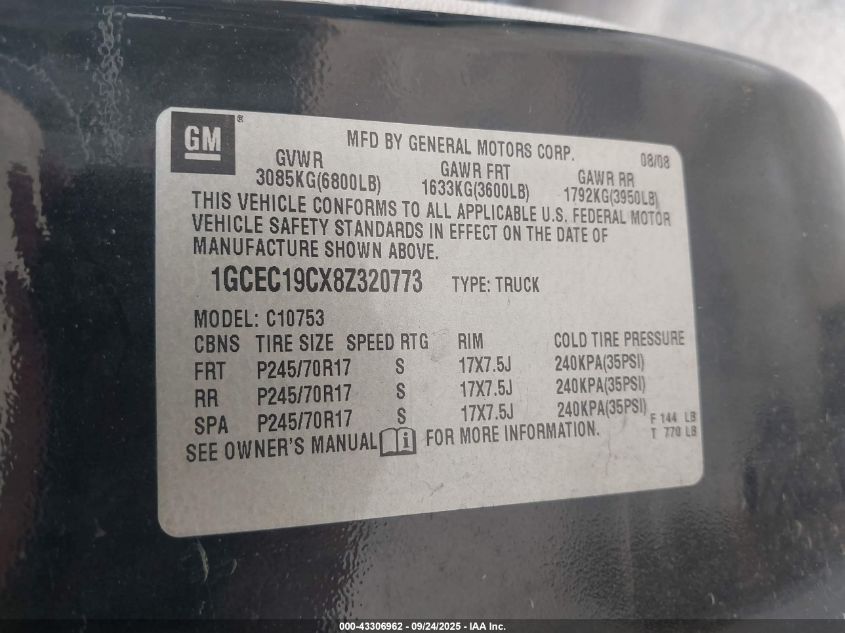 GM ®
MFD BY GENERAL MOTORS CORP. 08/08
GVWR GAWR FRT GAWR RR
3085KG(6800LB) 1633KG(3600LB) 1792KG(3950LB)
THIS VEHICLE CONFORMS TO ALL APPLICABLE U.S. FEDERAL MOTOR
VEHICLE SAFETY STANDARDS IN EFFECT ON THE DATE OF
MANUFACTURE SHOWN ABOVE.
1GCEC19CX8Z320773 TYPE: TRUCK
MODEL: C10753
CBNS TIRE SIZE SPEED RTG RIM COLD TIRE PRESSURE
FRT P245/70R17 S 17X7.5J 240KPA(35PSI)
RR P245/70R17 S 17X7.5J 240KPA(35PSI)
SPA P245/70R17 S 17X7.5J 240KPA(35PSI)
F 144 LB
T 770 LB
SEE OWNER'S MANUAL i FOR MORE INFORMATION.
000-43306962 - 09/24/2025 - IAA Inc.